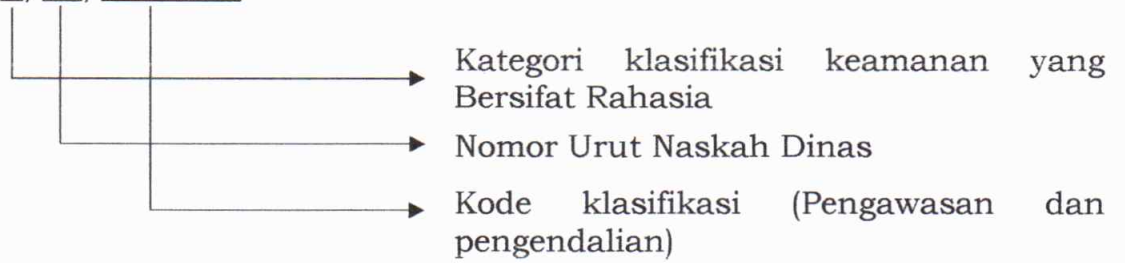 Kategori klasifikasi keamanan yang
Bersifat Rahasia
Nomor Urut Naskah Dinas
Kode klasifikasi (Pengawasan dan
pengendalian)